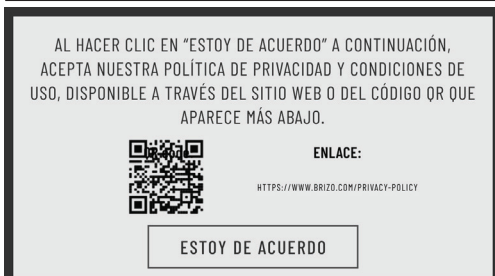 AL HACER CLIC EN “ESTOY DE ACUERDO” A CONTINUACIÓN,
ACEPTA NUESTRA POLÍTICA DE PRIVACIDAD Y CONDICIONES DE
USO, DISPONIBLE A TRAVÉS DEL SITIO WEB O DEL CÓDIGO QR QUE
APARECE MÁS ABAJO.
ENLACE:
HTTPS://WWW.BRIZO.COM/PRIVACY-POLICY
ESTOY DE ACUERDO